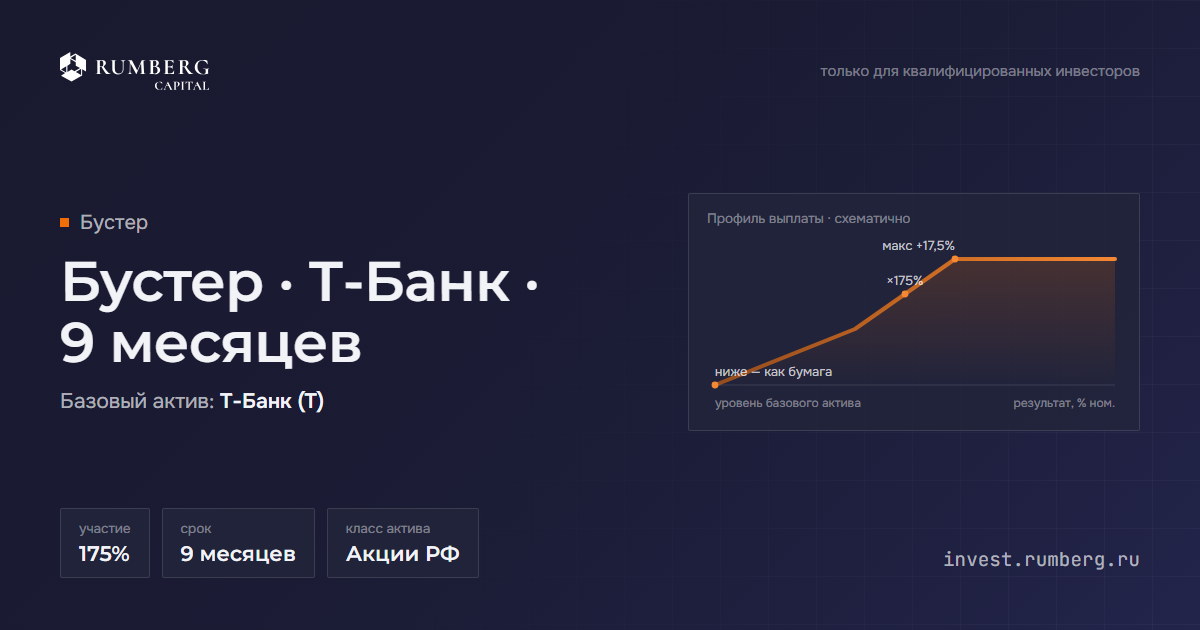 RUMBERG
CAPITAL
только для квалифицированных инвесторов
Бустер
Бустер · Т-Банк ·
9 месяцев
Базовый актив: Т-Банк (Т)
Профиль выплаты · схематично
макс +17,5%
×175%
ниже — как бумага
уровень базового актива
результат, % ном.
участие
175%
срок
9 месяцев
класс актива
Акции РФ
invest.rumberg.ru